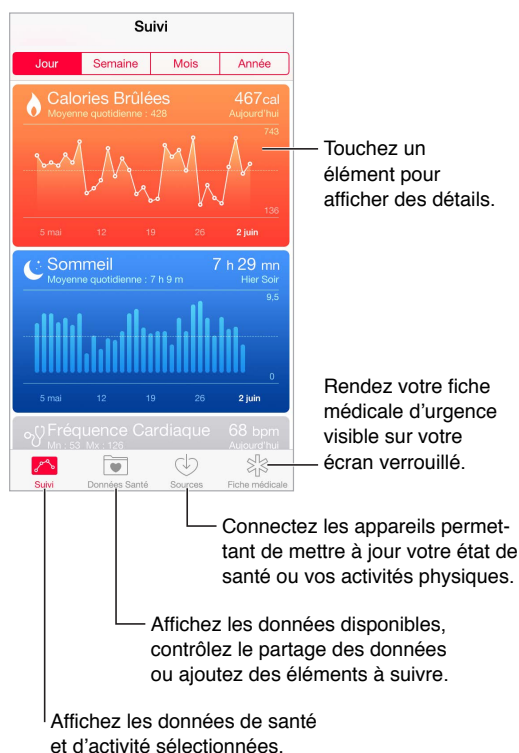 Suivi
Jour Semaine Mois Année
Calories Brûlées 467cal
Moyenne quotidienne : 428 Aujourd'hui
743
136
5 mai 12 19 26 2 juin
Touchez un
élément pour
afficher des détails.
Sommeil 7 h 29 mn
Moyenne quotidienne : 7 h 9 m Hier Soir
9,5
0
5 mai 12 19 26 2 juin
Fréquence Cardiaque 68 bpm
Mn : 53 Mx : 126 Aujourd'hui
Suivi Données Santé Sources Fiche médicale
Rendez votre fiche
médicale d’urgence
visible sur votre
écran verrouillé.
Connectez les appareils permet-
tant de mettre à jour votre état de
santé ou vos activités physiques.
Affichez les données disponibles,
contrôlez le partage des données
ou ajoutez des éléments à suivre.
Affichez les données de santé
et d’activité sélectionnées.